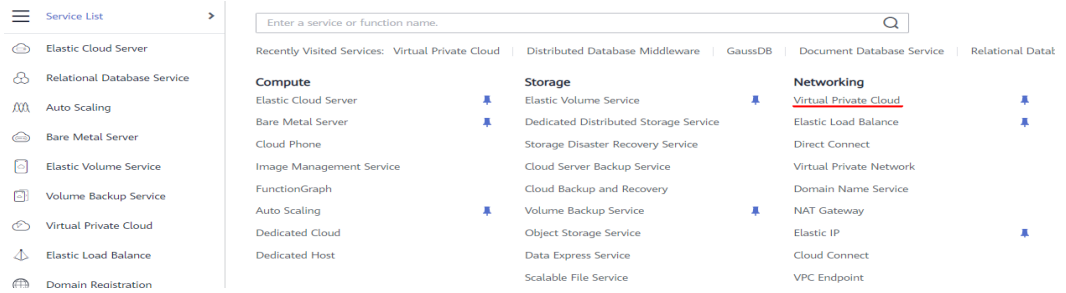 Service List
Elastic Cloud Server
Relational Database Service
Auto Scaling
Bare Metal Server
Elastic Volume Service
Volume Backup Service
Virtual Private Cloud
Elastic Load Balance
Domain Registration
Enter a service or function name.
Recently Visited Services: Virtual Private Cloud | Distributed Database Middleware | GaussDB | Document Database Service | Relational Datab
Compute
Elastic Cloud Server
Bare Metal Server
Cloud Phone
Image Management Service
FunctionGraph
Auto Scaling
Dedicated Cloud
Dedicated Host
Storage
Elastic Volume Service
Dedicated Distributed Storage Service
Storage Disaster Recovery Service
Cloud Server Backup Service
Cloud Backup and Recovery
Volume Backup Service
Object Storage Service
Data Express Service
Scalable File Service
Networking
Virtual Private Cloud
Elastic Load Balance
Direct Connect
Virtual Private Network
Domain Name Service
NAT Gateway
Elastic IP
Cloud Connect
VPC Endpoint